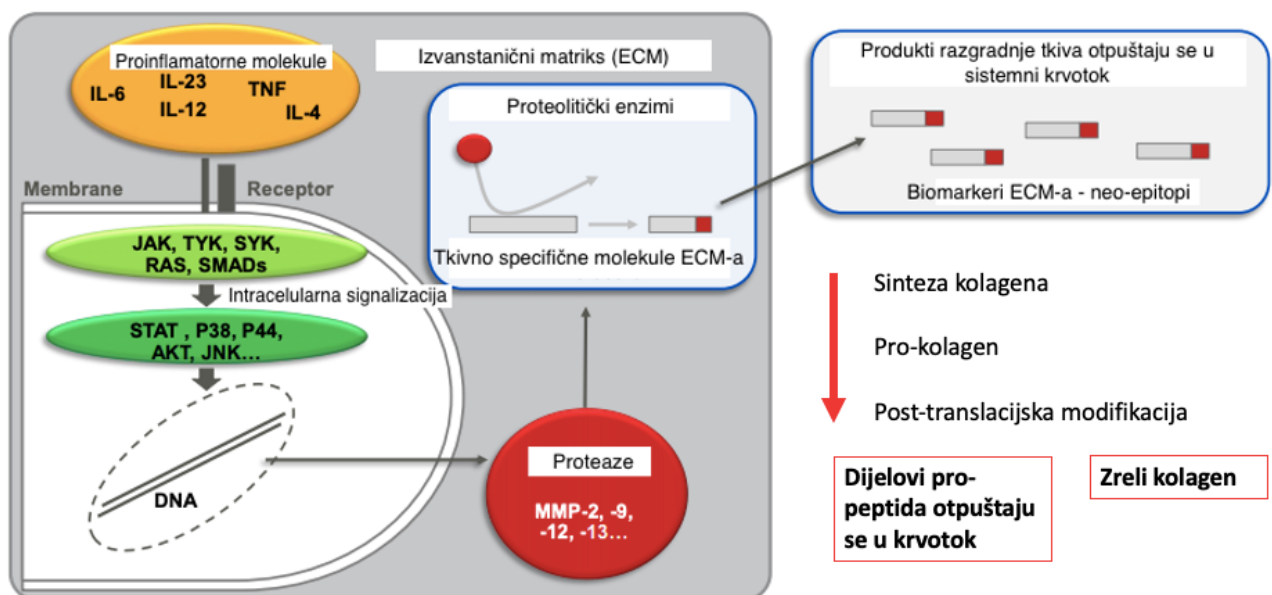 Proinflamatorne molekule
IL-6
IL-23
IL-12
TNF
IL-4
Izvanstanični matriks (ECM)
Membrane
Receptor
JAK, TYK, SYK,
RAS, SMADs
Intracelularna signalizacija
STAT , P38, P44,
AKT, JNK...
DNA
Proteolitički enzimi
Tkivno specifične molekule ECM-a
Proteaze
MMP-2, -9,
-12, -13...
Produkti razgradnje tkiva otpuštaju se u
sistemni krvotok
Biomarkeri ECM-a - neo-epitopi
Sinteza kolagena
Pro-kolagen
Post-translacijska modifikacija
Dijelovi pro-
peptida otpuštaju
se u krvotok
Zreli kolagen